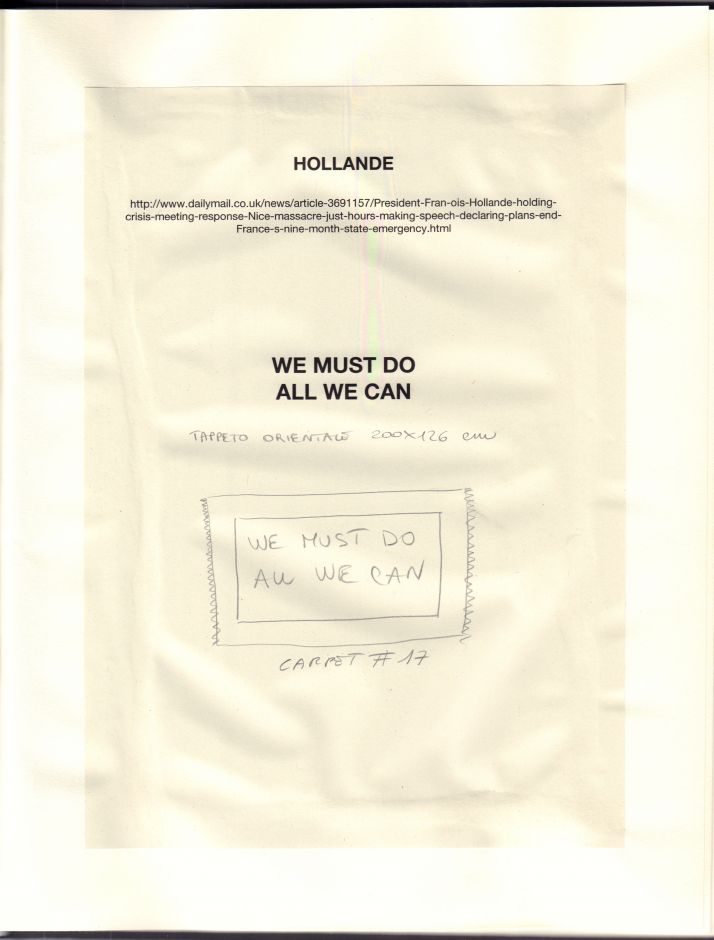 HOLLANDE
http://www.dailymail.co.uk/news/article-3691157/President-Fran-ois-Hollande-holding-
crisis-meeting-response-Nice-massacre-just-hours-making-speech-declaring-plans-end-
France-s-nine-month-state-emergency.html
WE MUST DO
ALL WE CAN
TAPPETO ORIENTALE 200X126 cm
WE MUST DO
ALL WE CAN
CARPET # 17